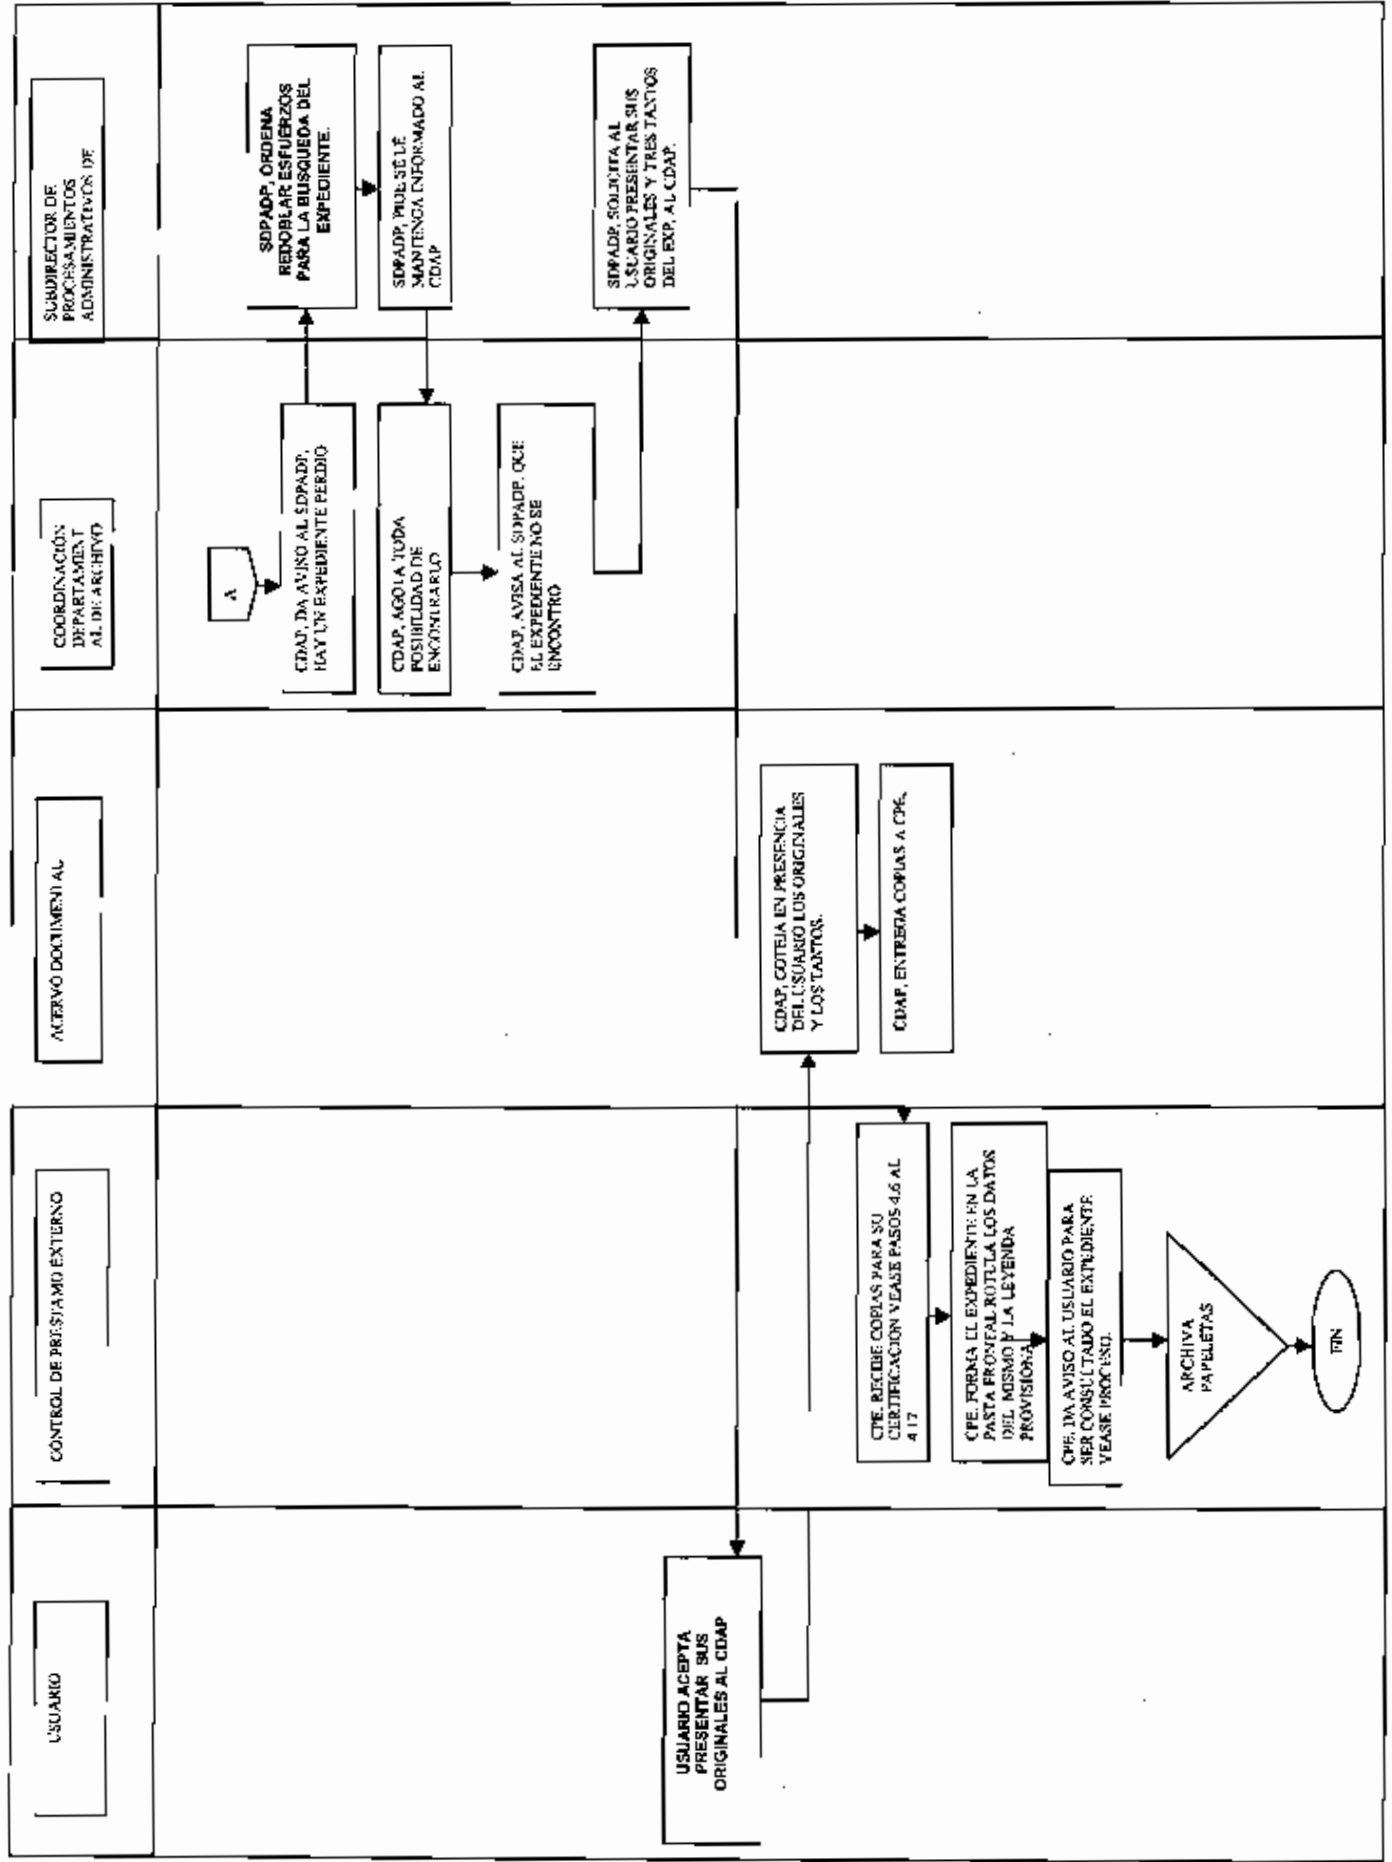 USUARIO
CONTROL DE PRESTAMO EXTERNO
ACERVO DOCUMENTAL
COORDINACIÓN
DEPARTAMENT
AL DE ARCHIVO
SUBDIRECTOR DE
PROCESAMIENTOS
ADMINISTRATIVOS DE
A
CDAP, DA AVISO AL SDPADP,
HAY UN EXPEDIENTE PERDIO
SDPADP, ORDENA
REDOBLAR ESFUERZOS
PARA LA BUSQUEDA DEL
EXPEDIENTE.
SDPADP, PIDE SE LE
MANTENGA INFORMADO AL
CDAP
CDAP, AGOTA TODA
POSIBILIDAD DE
ENCONTRARLO
CDAP, AVISA AL SDPADP, QUE
EL EXPEDIENTE NO SE
ENCONTRO
SDPADP, SOLICITA AL
USUARIO PRESENTAR SUS
ORIGINALES Y TRES TANTOS
DEL EXP, AL CDAP.
USUARIO ACEPTA
PRESENTAR SUS
ORIGINALES AL CDAP
CDAP, COTEJA EN PRESENCIA
DEL USUARIO LOS ORIGINALES
Y LOS TANTOS.
CDAP, ENTREGA COPIAS A CPE.
CPE, RECIBE COPIAS PARA SU
CERTIFICACION VEASE PASOS 4.6 AL
4.17
CPE, FORMA EL EXPEDIENTE EN LA
PASTA FRONTAL ROTULA LOS DATOS
DEL MISMO Y LA LEYENDA
PROVISIONA
CPE, DA AVISO AL USUARIO PARA
SER CONSULTADO EL EXPEDIENTE
VEASE PROCESO.
ARCHIVA
PAPELETAS
FIN